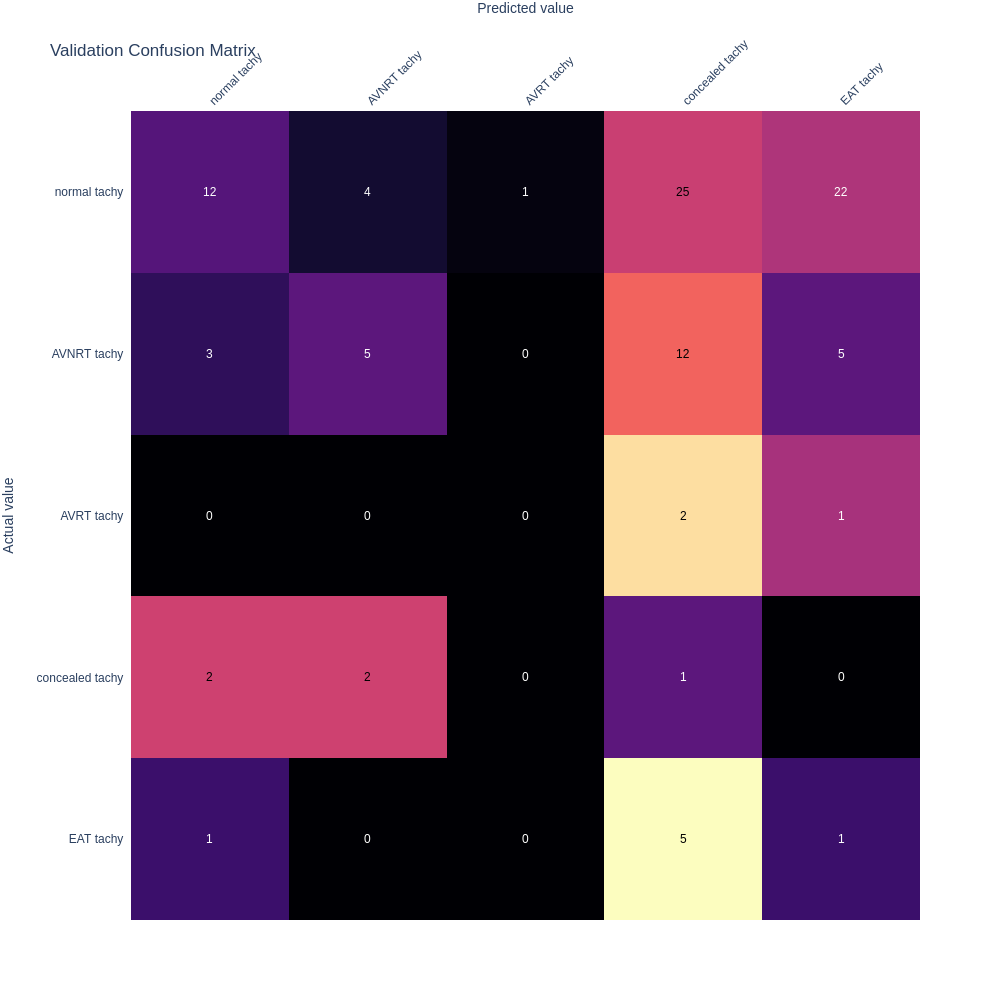 Predicted value
Validation Confusion Matrix
normal tachy
AVNRT tachy
AVRT tachy
concealed tachy
EAT tachy
normal tachy 12 4 1 25 22
AVNRT tachy 3 5 0 12 5
Actual value
AVRT tachy 0 0 0 2 1
concealed tachy 2 2 0 1 0
EAT tachy 1 0 0 5 1